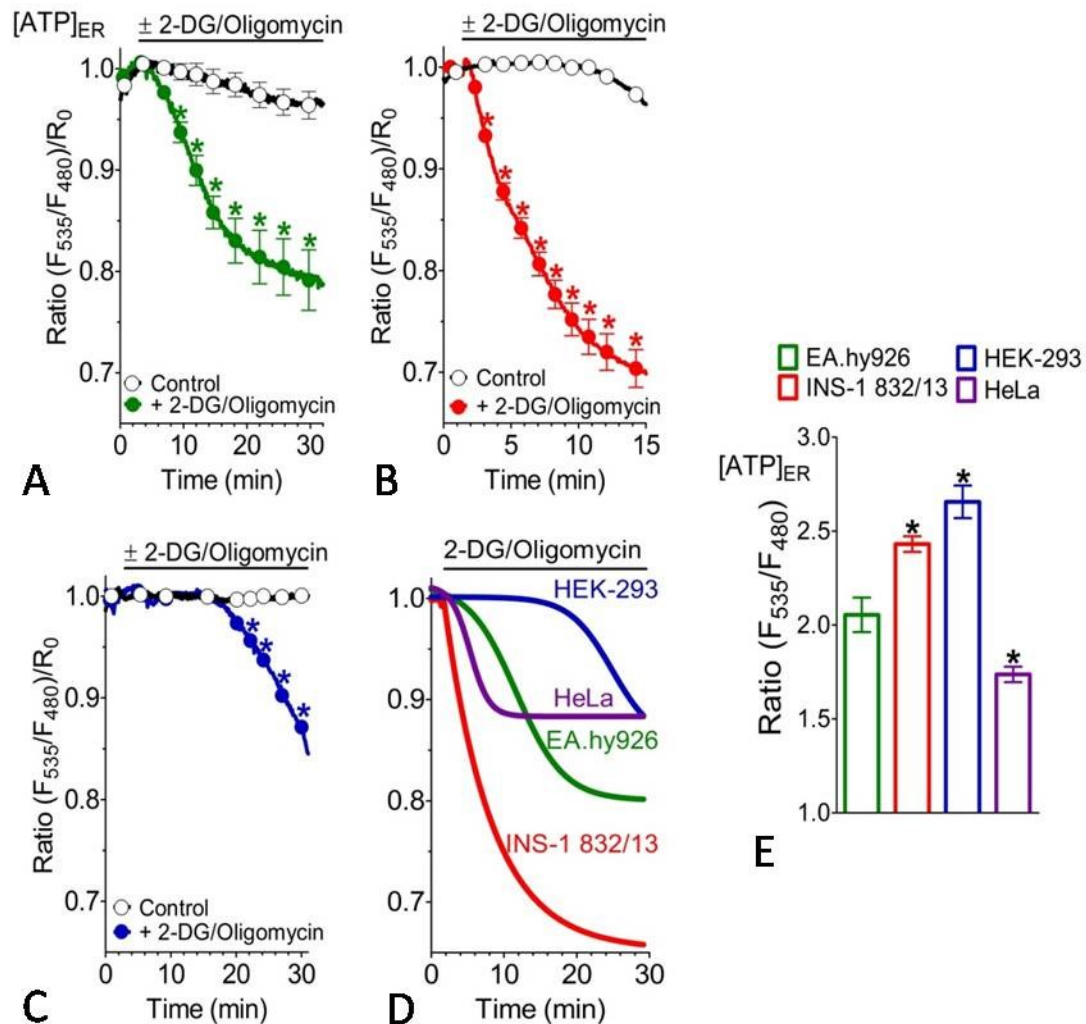 [ATP]ER
± 2-DG/Oligomycin
Ratio (F535/F480)/R0
1.0
0.9
0.8
0.7
Control
+ 2-DG/Oligomycin
0 10 20 30
Time (min)
A
± 2-DG/Oligomycin
Ratio (F535/F480)/R0
1.0
0.9
0.8
0.7
Control
+ 2-DG/Oligomycin
0 5 10 15
Time (min)
B
± 2-DG/Oligomycin
Ratio (F535/F480)/R0
1.0
0.9
0.8
0.7
Control
+ 2-DG/Oligomycin
0 10 20 30
Time (min)
C
2-DG/Oligomycin
1.0
0.9
0.8
0.7
HEK-293
HeLa
EA.hy926
INS-1 832/13
0 10 20 30
Time (min)
D
EA.hy926 HEK-293
INS-1 832/13 HeLa
[ATP]ER
Ratio (F535/F480)
3.0
2.5
2.0
1.5
1.0
E